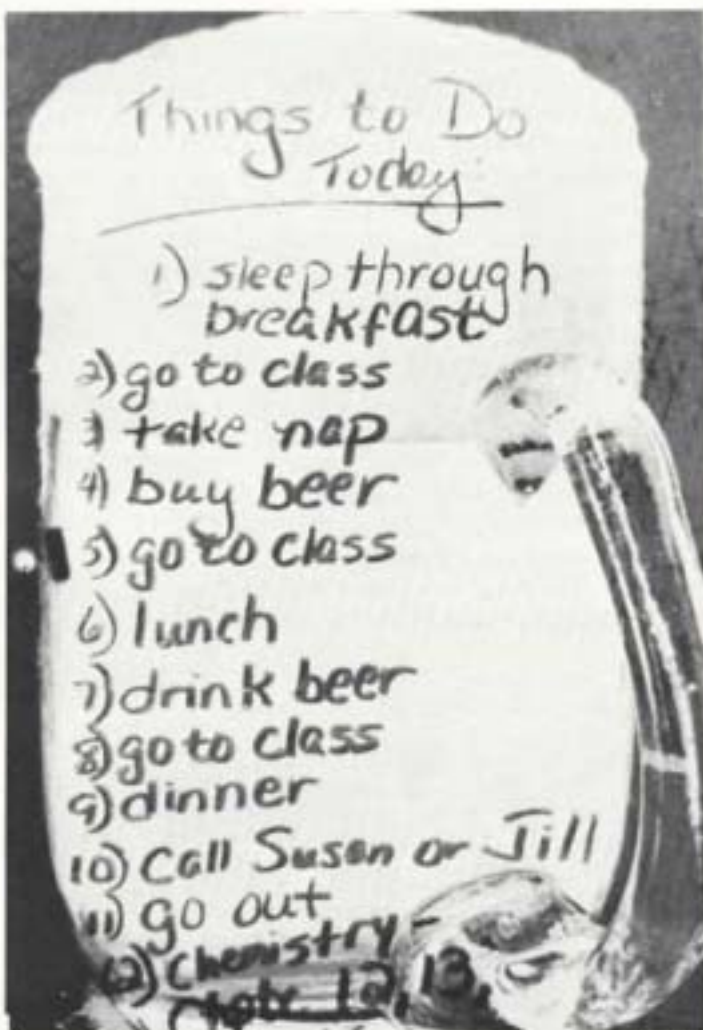 Things to Do
Today:
1) sleep through
breakfast
2) go to class
3) take nap
4) buy beer
5) go to class
6) lunch
7) drink beer
8) go to class
9) dinner
10) Call Susan or Jill
11) go out
12) Chemistry -
12, 13,